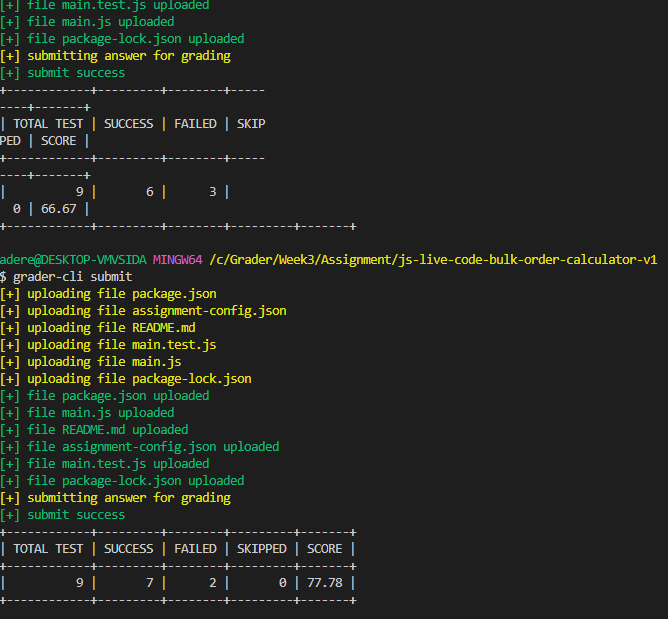 [+] file main.test.js uploaded
[+] file main.js uploaded
[+] file package-lock.json uploaded
[+] submitting answer for grading
[+] submit success
+------------+---------+--------+-----
----+-------+
| TOTAL TEST | SUCCESS | FAILED | SKIP
PED | SCORE |
+------------+---------+--------+-----
----+-------+
|          9 |       6 |      3 |
  0 | 66.67 |
+------------+---------+--------+---------+-------+
adere@DESKTOP-VMVSIDA MINGW64 /c/Grader/Week3/Assignment/js-live-code-bulk-order-calculator-v1
$ grader-cli submit
[+] uploading file package.json
[+] uploading file assignment-config.json
[+] uploading file README.md
[+] uploading file main.test.js
[+] uploading file main.js
[+] uploading file package-lock.json
[+] file package.json uploaded
[+] file main.js uploaded
[+] file README.md uploaded
[+] file assignment-config.json uploaded
[+] file main.test.js uploaded
[+] file package-lock.json uploaded
[+] submitting answer for grading
[+] submit success
+------------+---------+--------+---------+-------+
| TOTAL TEST | SUCCESS | FAILED | SKIPPED | SCORE |
+------------+---------+--------+---------+-------+
|          9 |       7 |      2 |       0 | 77.78 |
+------------+---------+--------+---------+-------+